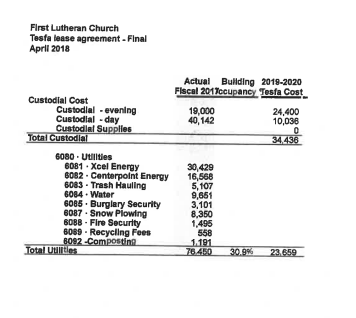 First Lutheran Church
Tesfa lease agreement - Final
April 2018
Actual Building 2019-2020
Fiscal 2017 ccupancy Tesfa Cost
Custodial Cost
Custodial - evening 19,000 24,400
Custodial - day 40,142 10,036
Custodial Supplies 0
Total Custodial 34,436
6080 · Utilities
6081 · Xcel Energy 30,429
6082 · Centerpoint Energy 16,568
6083 · Trash Hauling 5,107
6084 · Water 9,651
6085 · Burglary Security 3,101
6087 · Snow Plowing 8,350
6088 · Fire Security 1,495
6089 · Recycling Fees 558
6092 -Composting 1,191
Total Utilities 76,450 30.9% 23,659